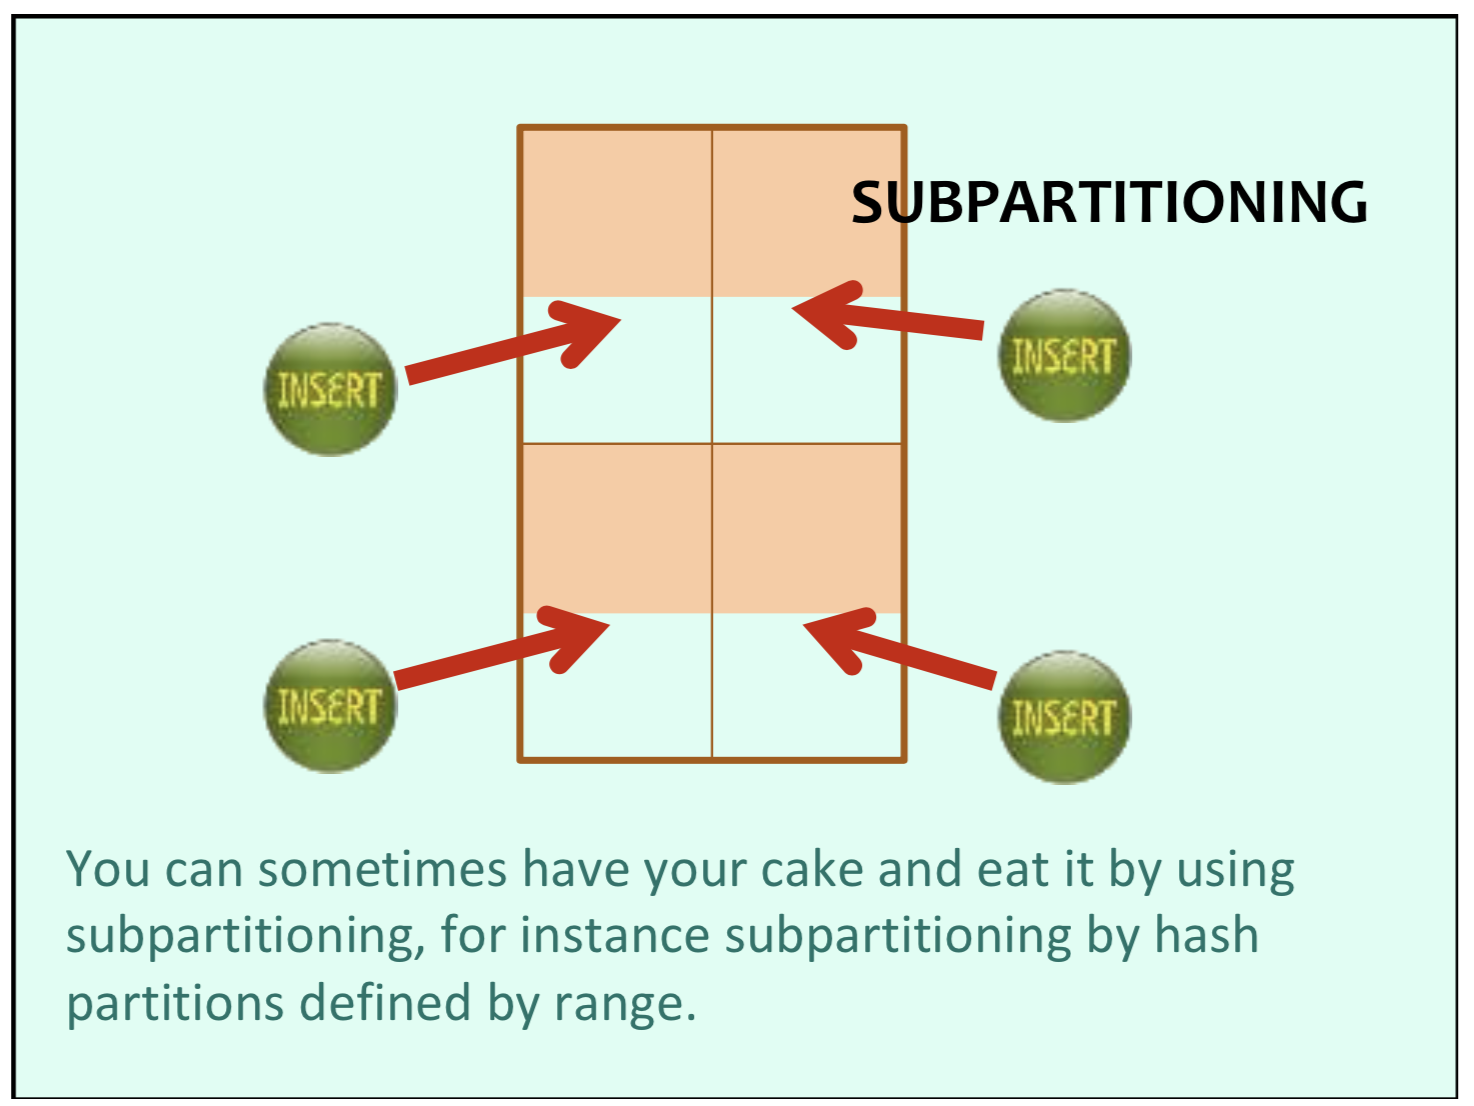 SUBPARTITIONING
INSERT
INSERT
INSERT
INSERT
You can sometimes have your cake and eat it by using
subpartitioning, for instance subpartitioning by hash
partitions defined by range.